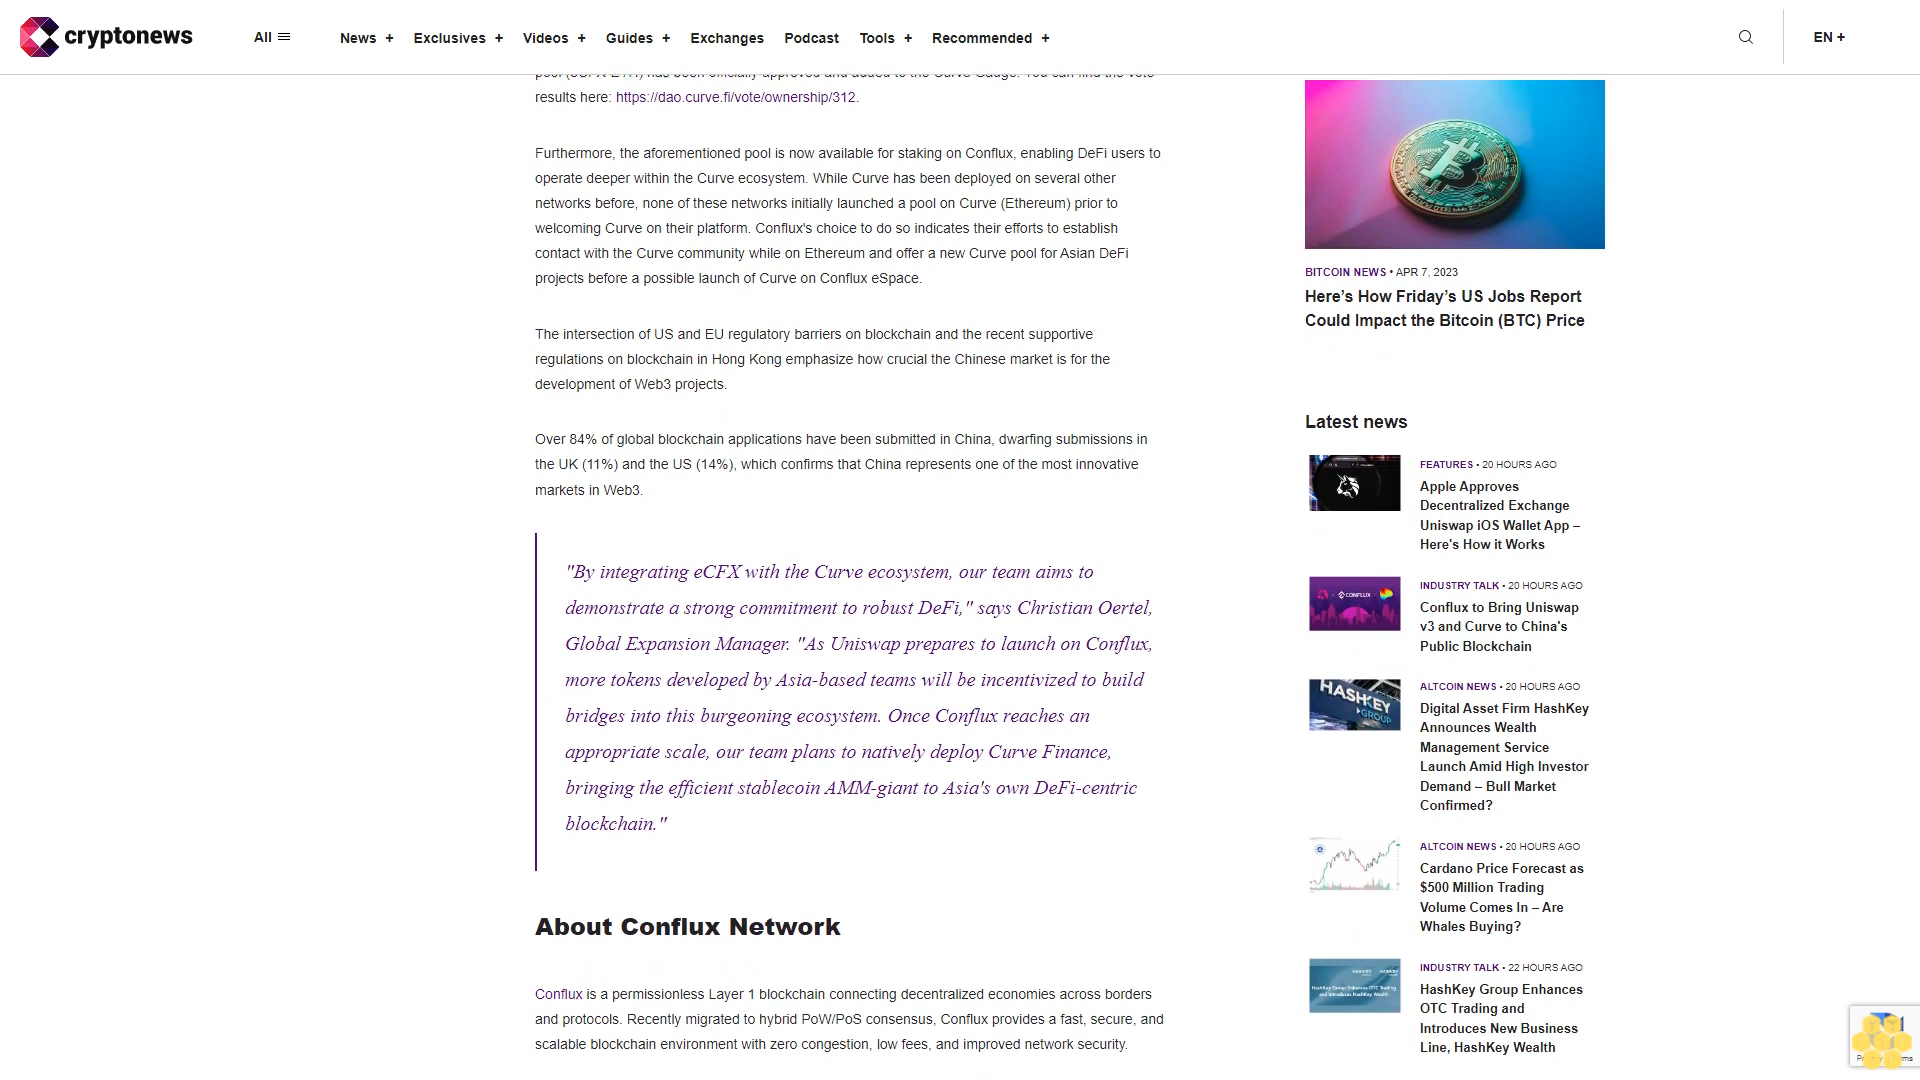 cryptonews
All
News +
Exclusives +
Videos +
Guides +
Exchanges
Podcast
Tools +
Recommended +
EN +
results here: https://dao.curve.fi/vote/ownership/312.
Furthermore, the aforementioned pool is now available for staking on Conflux, enabling DeFi users to
operate deeper within the Curve ecosystem. While Curve has been deployed on several other
networks before, none of these networks initially launched a pool on Curve (Ethereum) prior to
welcoming Curve on their platform. Conflux's choice to do so indicates their efforts to establish
contact with the Curve community while on Ethereum and offer a new Curve pool for Asian DeFi
projects before a possible launch of Curve on Conflux eSpace.
The intersection of US and EU regulatory barriers on blockchain and the recent supportive
regulations on blockchain in Hong Kong emphasize how crucial the Chinese market is for the
development of Web3 projects.
Over 84% of global blockchain applications have been submitted in China, dwarfing submissions in
the UK (11%) and the US (14%), which confirms that China represents one of the most innovative
markets in Web3.
"By integrating eCFX with the Curve ecosystem, our team aims to
demonstrate a strong commitment to robust DeFi," says Christian Oertel,
Global Expansion Manager. "As Uniswap prepares to launch on Conflux,
more tokens developed by Asia-based teams will be incentivized to build
bridges into this burgeoning ecosystem. Once Conflux reaches an
appropriate scale, our team plans to natively deploy Curve Finance,
bringing the efficient stablecoin AMM-giant to Asia's own DeFi-centric
blockchain."
About Conflux Network
Conflux is a permissionless Layer 1 blockchain connecting decentralized economies across borders
and protocols. Recently migrated to hybrid PoW/PoS consensus, Conflux provides a fast, secure, and
scalable blockchain environment with zero congestion, low fees, and improved network security.
BITCOIN NEWS • APR 7, 2023
Here’s How Friday’s US Jobs Report
Could Impact the Bitcoin (BTC) Price
Latest news
FEATURES • 20 HOURS AGO
Apple Approves
Decentralized Exchange
Uniswap iOS Wallet App –
Here's How it Works
CONFLUX
INDUSTRY TALK • 20 HOURS AGO
Conflux to Bring Uniswap
v3 and Curve to China's
Public Blockchain
HASHKEY
GROUP
ALTCOIN NEWS • 20 HOURS AGO
Digital Asset Firm HashKey
Announces Wealth
Management Service
Launch Amid High Investor
Demand – Bull Market
Confirmed?
ALTCOIN NEWS • 20 HOURS AGO
Cardano Price Forecast as
$500 Million Trading
Volume Comes In – Are
Whales Buying?
HashKey Group Enhances OTC Trading
and Introduces HashKey Wealth
INDUSTRY TALK • 22 HOURS AGO
HashKey Group Enhances
OTC Trading and
Introduces New Business
Line, HashKey Wealth